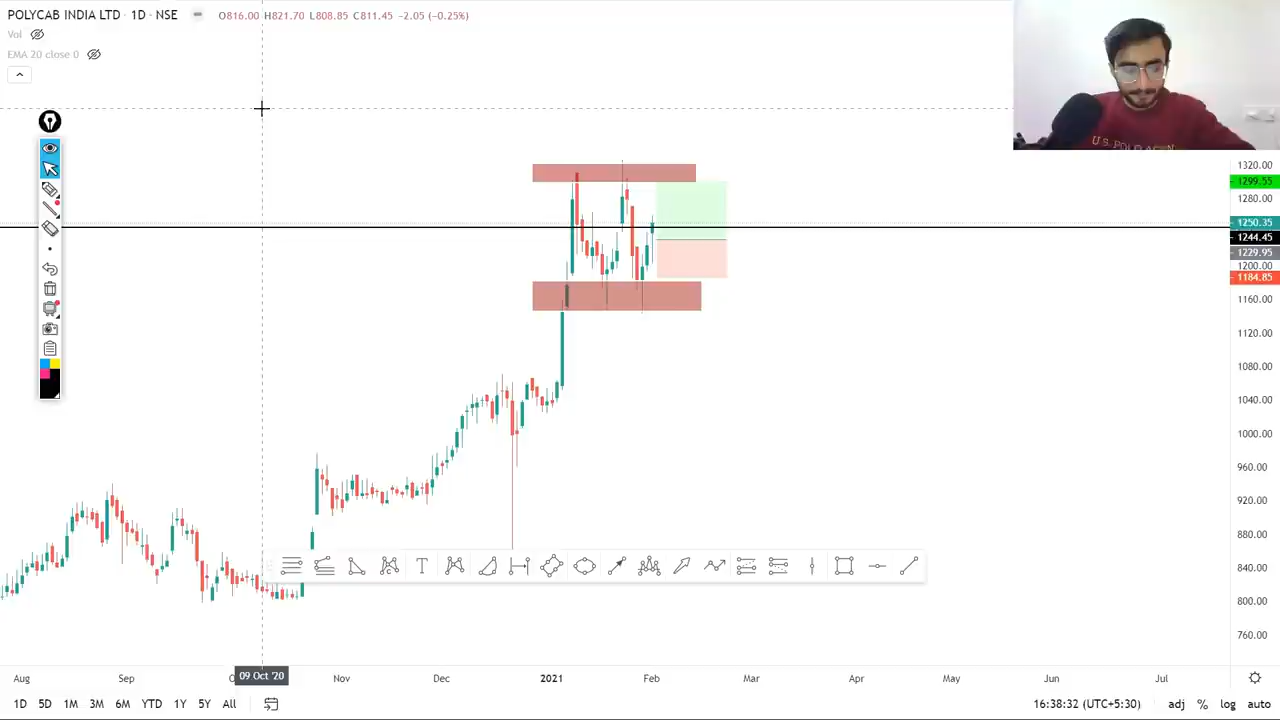 POLYCAB INDIA LTD · 1D · NSE
O816.00 H821.70 L808.85 C811.45 −2.05 (−0.25%)
Vol
EMA 20 close 0
U.S. POLO ASSN
1320.00
1299.55
1280.00
1250.35
1244.45
1229.95
1200.00
1184.85
1160.00
1120.00
1080.00
1040.00
1000.00
960.00
920.00
880.00
840.00
800.00
760.00
T
Aug Sep 09 Oct '20 Nov Dec 2021 Feb Mar Apr May Jun Jul
1D 5D 1M 3M 6M YTD 1Y 5Y All 16:38:32 (UTC+5:30) adj % log auto